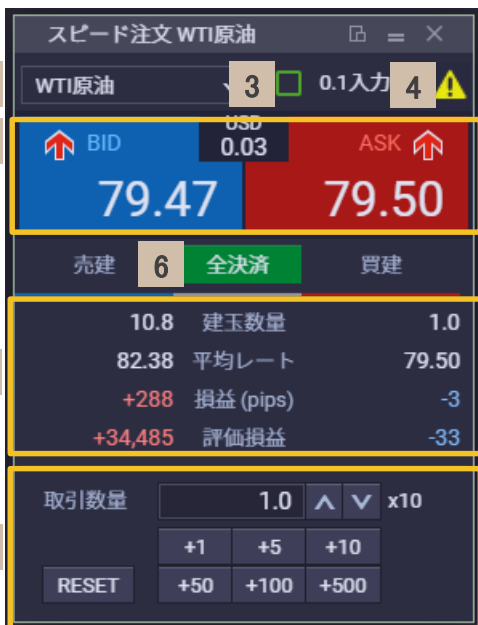 スピード注文 WTI原油
WTI原油 3 0.1入力 4
BID USD ASK
0.03
79.47 79.50
売建 6 全決済 買建
10.8 建玉数量 1.0
82.38 平均レート 79.50
+288 損益 (pips) -3
+34,485 評価損益 -33
取引数量 1.0 x10
+1 +5 +10
RESET +50 +100 +500